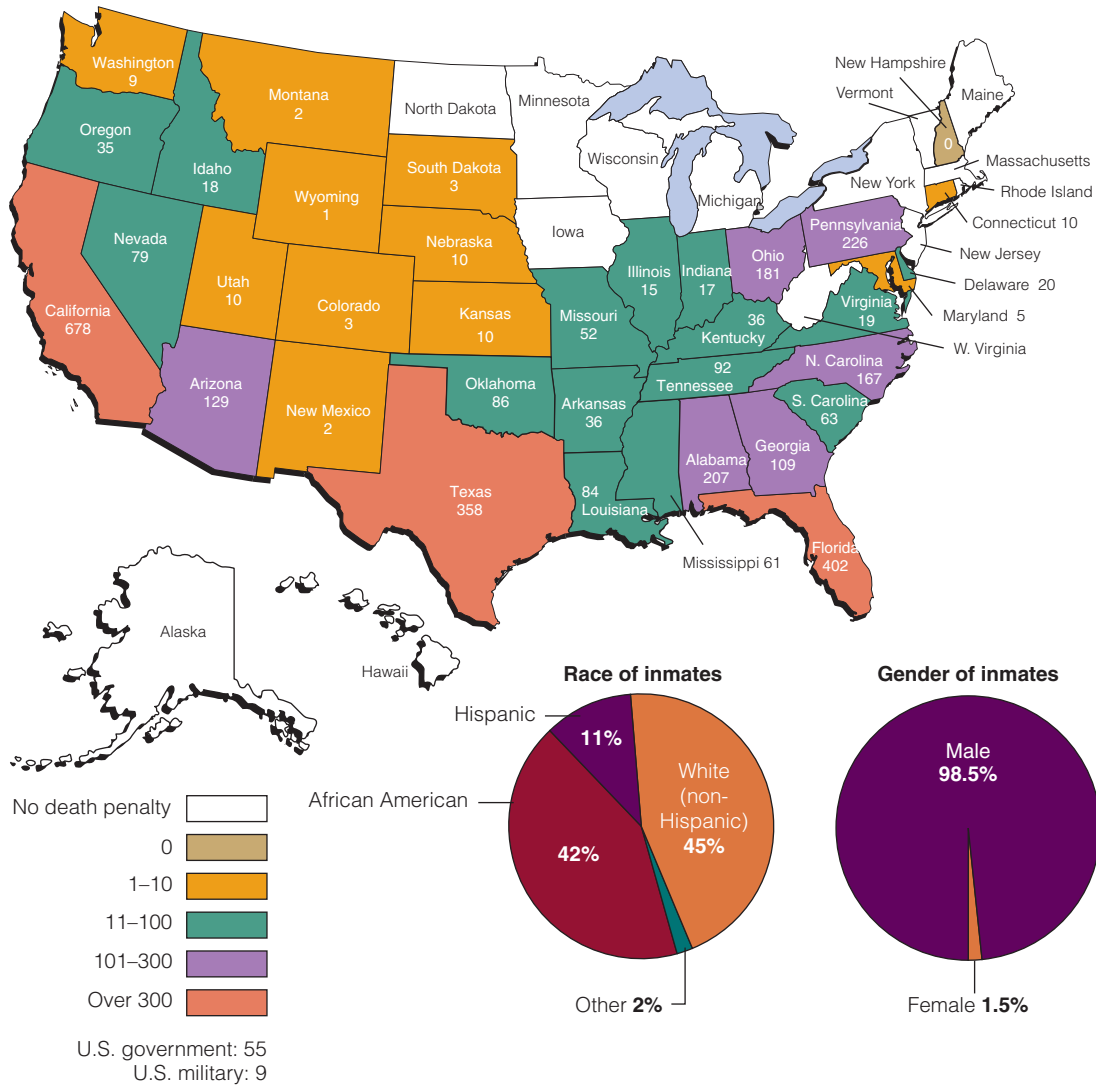 Washington
9
Montana
2
North Dakota
Minnesota
New Hampshire
Vermont
Maine
Oregon
35
Idaho
18
Wyoming
1
South Dakota
3
Wisconsin
Michigan
New York
0
Massachusetts
Rhode Island
Connecticut 10
New Jersey
Delaware 20
Maryland 5
W. Virginia
Nevada
79
Utah
10
Colorado
3
Nebraska
10
Iowa
Illinois
15
Indiana
17
Ohio
181
Pennsylvania
226
California
678
Kansas
10
Missouri
52
36
Kentucky
Virginia
19
Arizona
129
New Mexico
2
Oklahoma
86
Arkansas
36
92
Tennessee
N. Carolina
167
S. Carolina
63
Texas
358
84
Louisiana
Alabama
207
Georgia
109
Mississippi 61
Florida
402
Alaska
Hawaii
No death penalty
0
1–10
11–100
101–300
Over 300
U.S. government: 55
U.S. military: 9
Race of inmates
Hispanic
11%
African American
42%
White
(non-
Hispanic)
45%
Other 2%
Gender of inmates
Male
98.5%
Female 1.5%